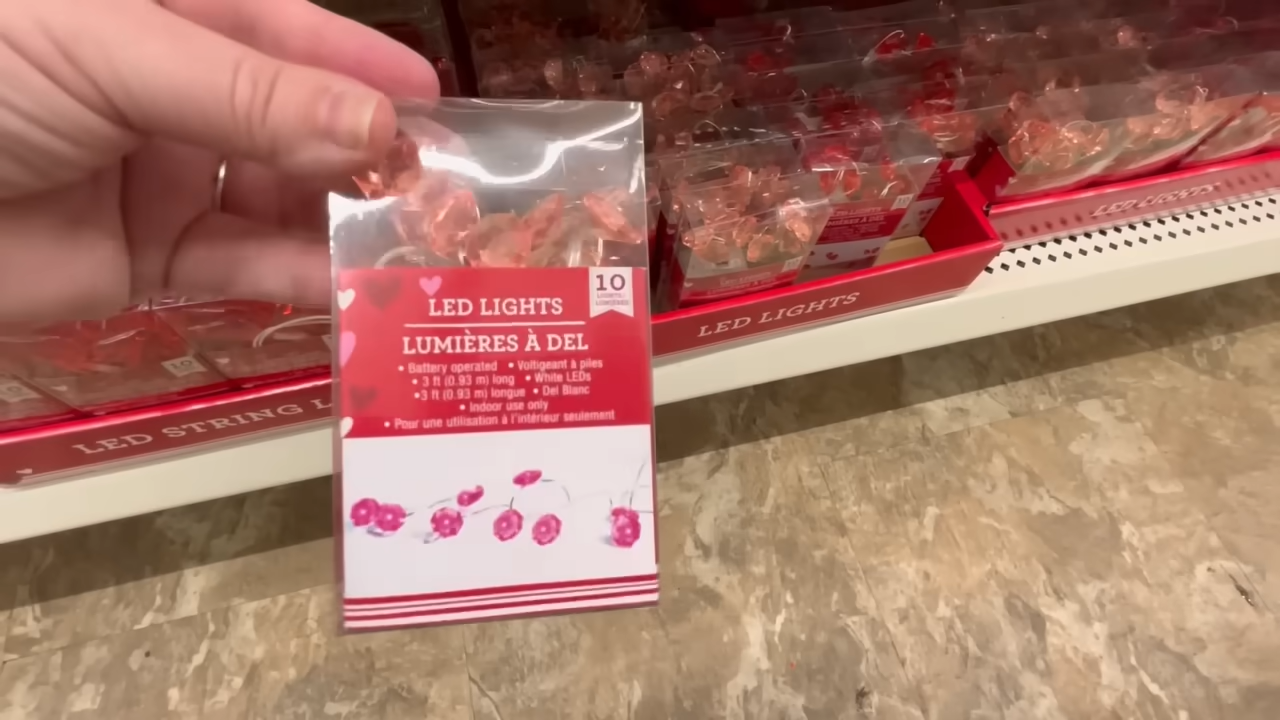 LED LIGHTS
10
LIGHTS/
LUMIÈRES
LUMIÈRES À DEL
• Battery operated • Voltigeant à piles
• 3 ft (0.93 m) long • White LEDs
•3 ft (0.93 m) longue • Del Blanc
• Indoor use only
• Pour une utilisation à l'intérieur seulement
LED LIGHTS
LED LIGHTS
LED STRING L
10